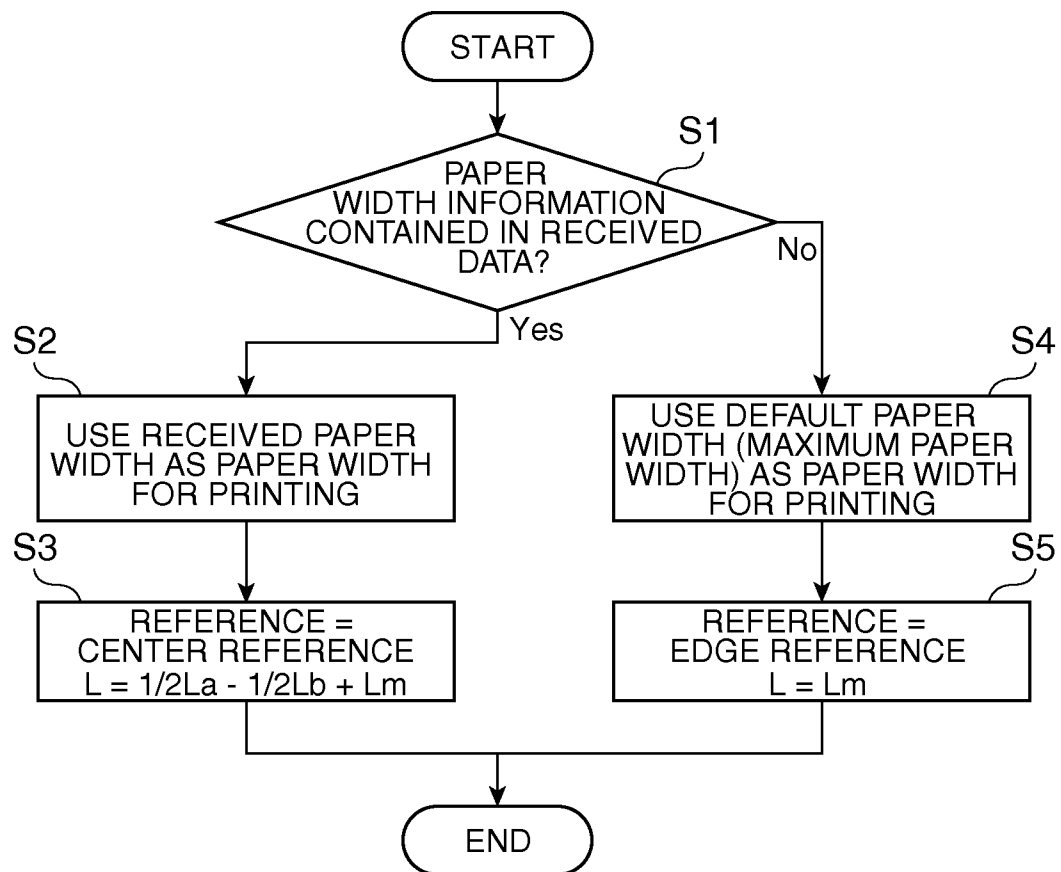 START
S1
PAPER
WIDTH INFORMATION
CONTAINED IN RECEIVED
DATA?
No
Yes
S2
USE RECEIVED PAPER
WIDTH AS PAPER WIDTH
FOR PRINTING
S4
USE DEFAULT PAPER
WIDTH (MAXIMUM PAPER
WIDTH) AS PAPER WIDTH
FOR PRINTING
S3
REFERENCE =
CENTER REFERENCE
L = 1/2La - 1/2Lb + Lm
S5
REFERENCE =
EDGE REFERENCE
L = Lm
END